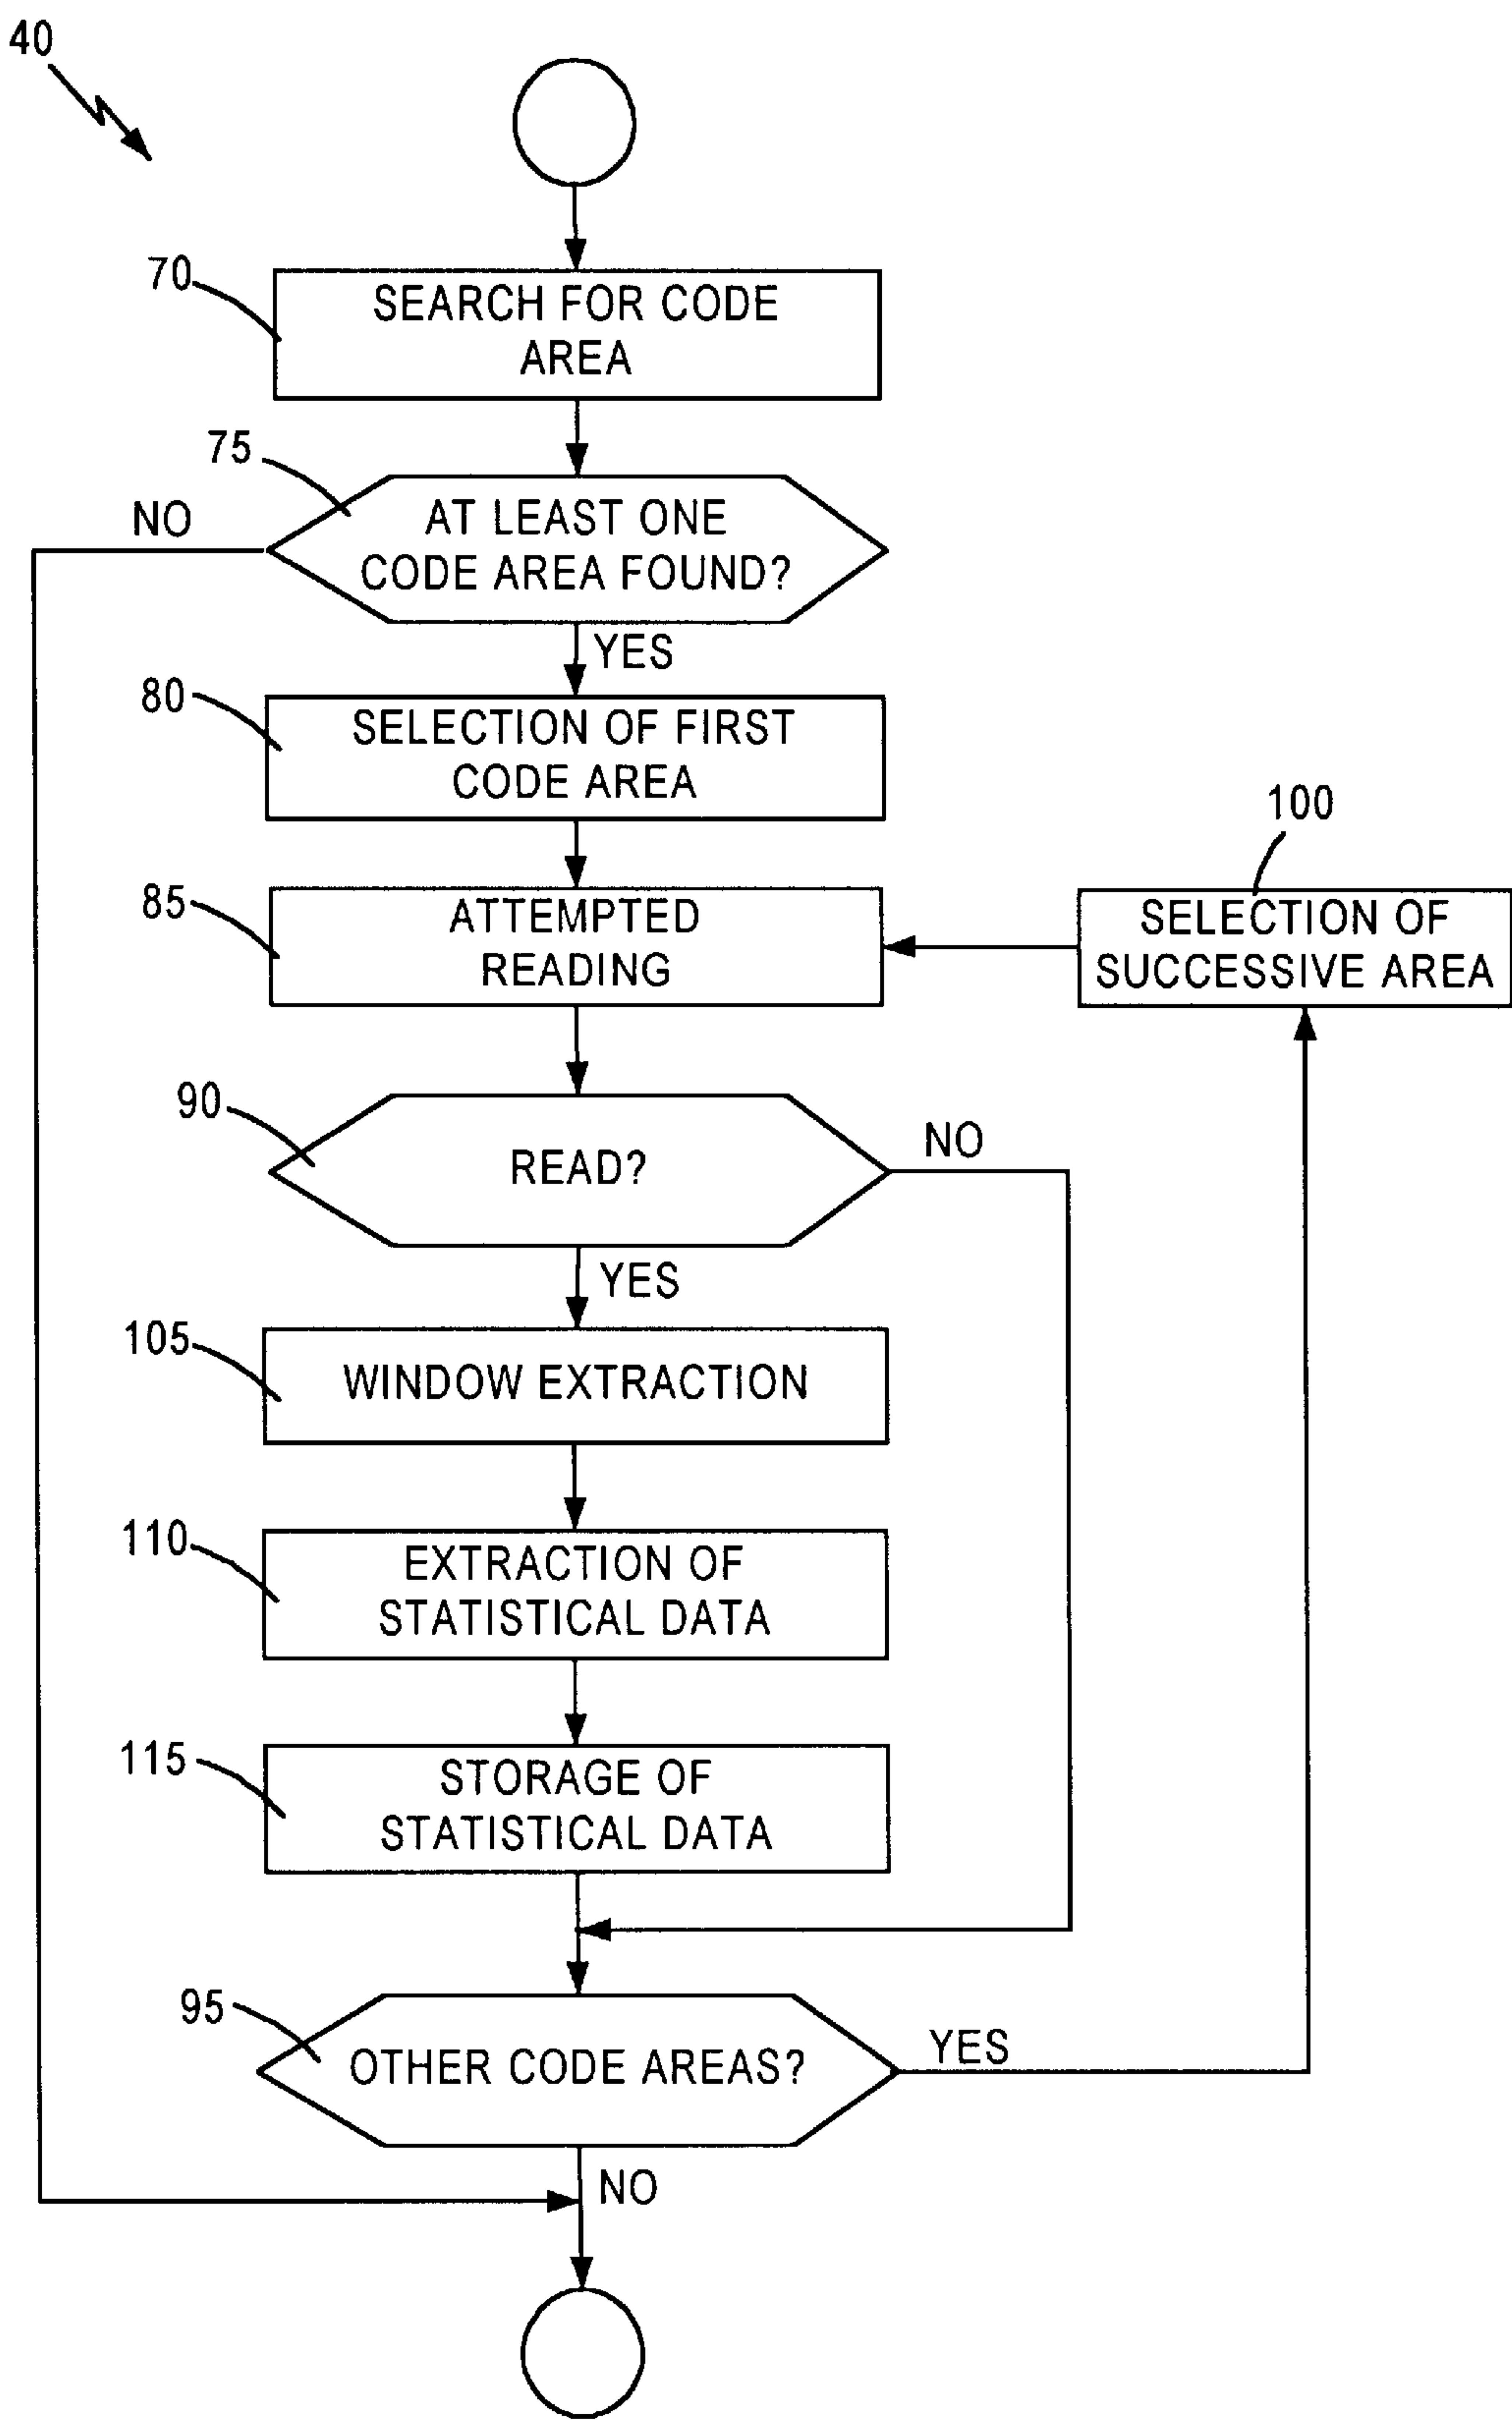 40
70
SEARCH FOR CODE
AREA
75
NO
AT LEAST ONE
CODE AREA FOUND?
YES
80
SELECTION OF FIRST
CODE AREA
100
85
ATTEMPTED
READING
SELECTION OF
SUCCESSIVE AREA
90
READ?
NO
YES
105
WINDOW EXTRACTION
110
EXTRACTION OF
STATISTICAL DATA
115
STORAGE OF
STATISTICAL DATA
95
OTHER CODE AREAS?
YES
NO